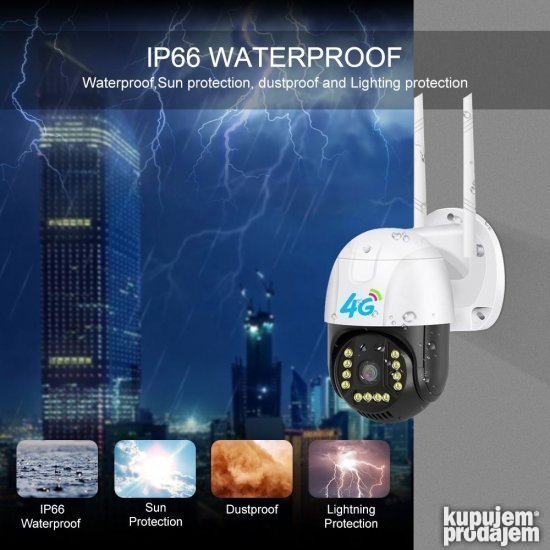 IP66 WATERPROOF
Waterproof,Sun protection, dustproof and Lighting protection
4G
IP66
Waterproof
Sun
Protection
Dustproof
Lightning
Protection
kupujem
prodajem